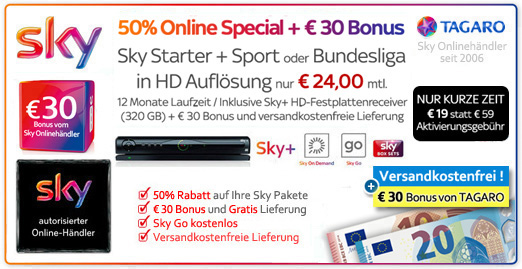 sky
50% Online Special + € 30 Bonus
TAGARO
Sky Onlinehändler
seit 2006
Sky Starter + Sport oder Bundesliga
in HD Auflösung nur € 24,00 mtl.
€30
Bonus vom
Sky Onlinehändler
12 Monate Laufzeit / Inklusive Sky+ HD-Festplattenreceiver
(320 GB) + € 30 Bonus und versandkostenfreie Lieferung
NUR KURZE ZEIT
€ 19 statt € 59
Aktivierungsgebühr
Sky+
Sky On Demand
go
Sky Go
sky
BOX SETS
sky
autorisierter
Online-Händler
50% Rabatt auf Ihre Sky Pakete
€ 30 Bonus und Gratis Lieferung
Sky Go kostenlos
Versandkostenfreie Lieferung
Versandkostenfrei !
+
€ 30 Bonus von TAGARO
20